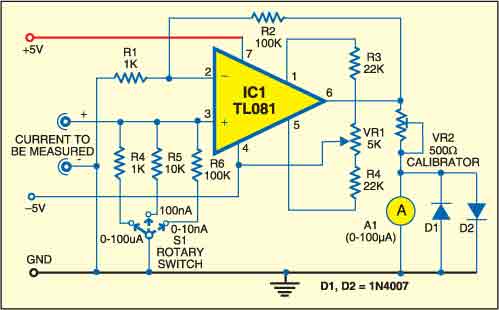 R2
100K
+5V
R1
1K
7
2
−
1
R3
22K
IC1
TL081
6
+
3
+
CURRENT TO
BE MEASURED
-
5
4
VR1
5K
VR2
500Ω
CALIBRATOR
R4
1K
R5
10K
R6
100K
R4
22K
−5V
100nA
0-100uA
0-10nA
S1
ROTARY
SWITCH
A
A1
(0-100µA)
D1
D2
GND
D1, D2 = 1N4007